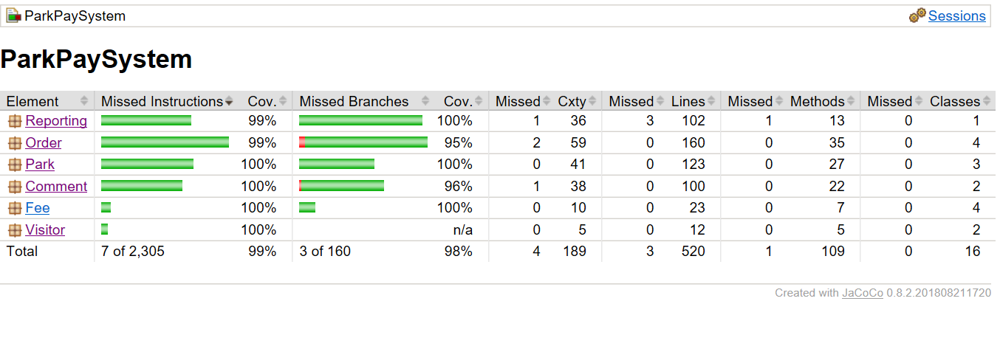 ParkPaySystem Sessions
ParkPaySystem
Element Missed Instructions Cov. Missed Branches Cov. Missed Cxty Missed Lines Missed Methods Missed Classes
Reporting 99% 100% 1 36 3 102 1 13 0 1
Order 99% 95% 2 59 0 160 0 35 0 4
Park 100% 100% 0 41 0 123 0 27 0 3
Comment 100% 96% 1 38 0 100 0 22 0 2
Fee 100% 100% 0 10 0 23 0 7 0 4
Visitor 100% n/a 0 5 0 12 0 5 0 2
Total 7 of 2,305 99% 3 of 160 98% 4 189 3 520 1 109 0 16
Created with JaCoCo 0.8.2.201808211720